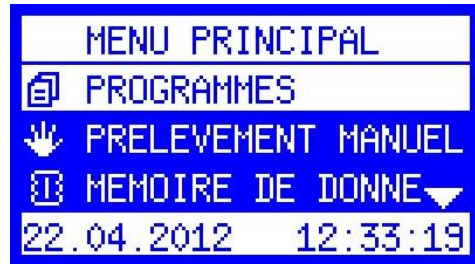 MENU PRINCIPAL
PROGRAMMES
PRELEVEMENT MANUEL
MEMOIRE DE DONNE
22.04.2012 12:33:19